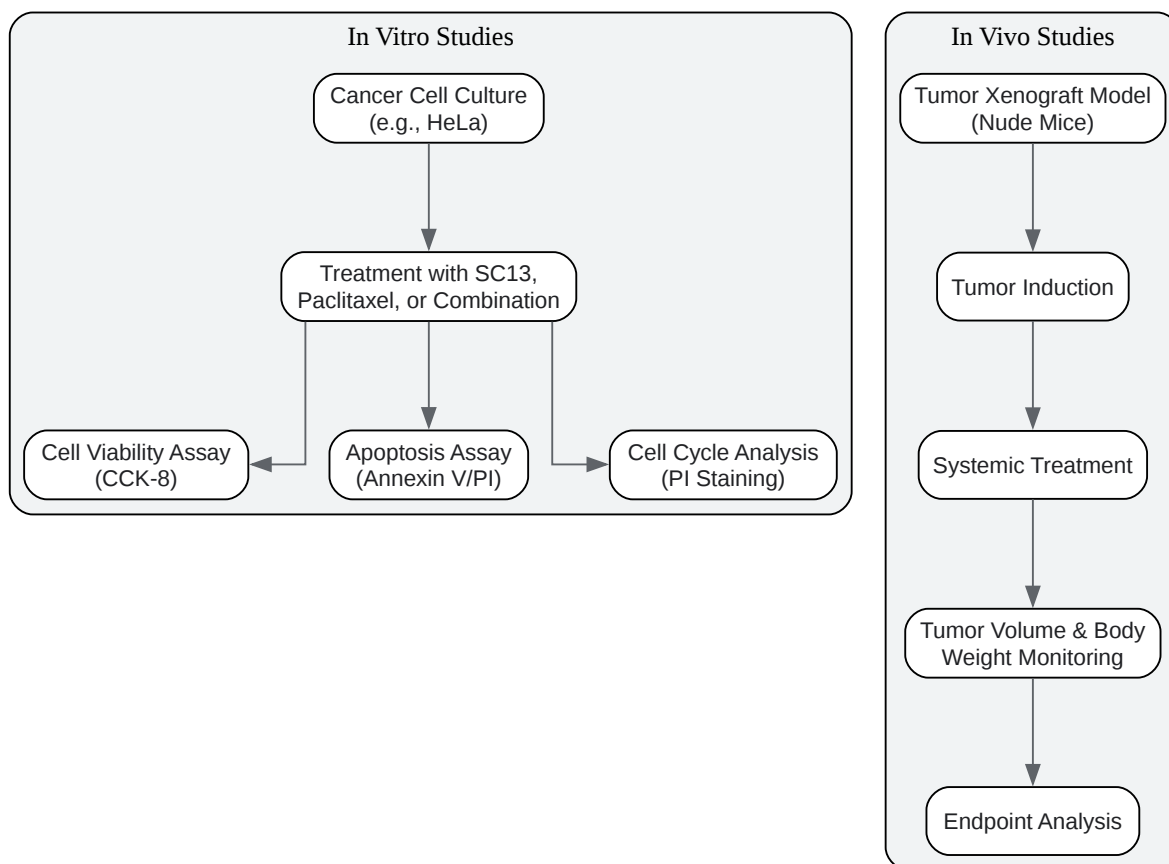 In Vitro Studies
Cancer Cell Culture
(e.g., HeLa)
Treatment with SC13,
Paclitaxel, or Combination
Cell Viability Assay
(CCK-8)
Apoptosis Assay
(Annexin V/PI)
Cell Cycle Analysis
(PI Staining)
In Vivo Studies
Tumor Xenograft Model
(Nude Mice)
Tumor Induction
Systemic Treatment
Tumor Volume & Body
Weight Monitoring
Endpoint Analysis